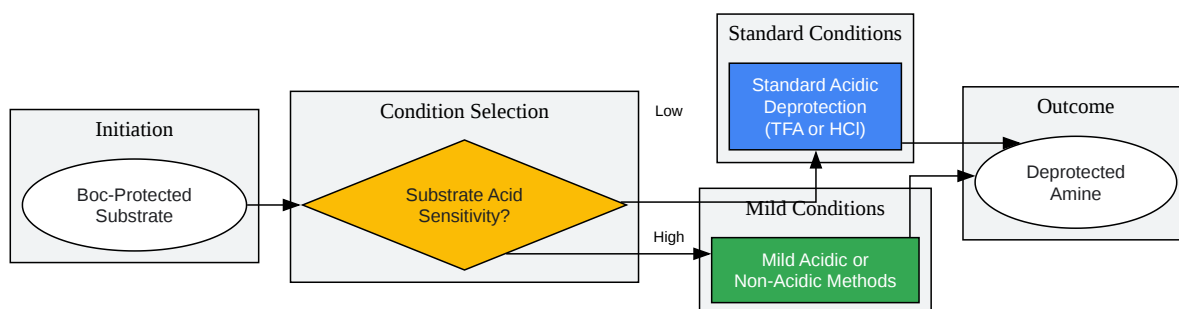 Initiation
Boc-Protected
Substrate
Condition Selection
Substrate Acid
Sensitivity?
Low
High
Standard Conditions
Standard Acidic
Deprotection
(TFA or HCl)
Mild Conditions
Mild Acidic or
Non-Acidic Methods
Outcome
Deprotected
Amine